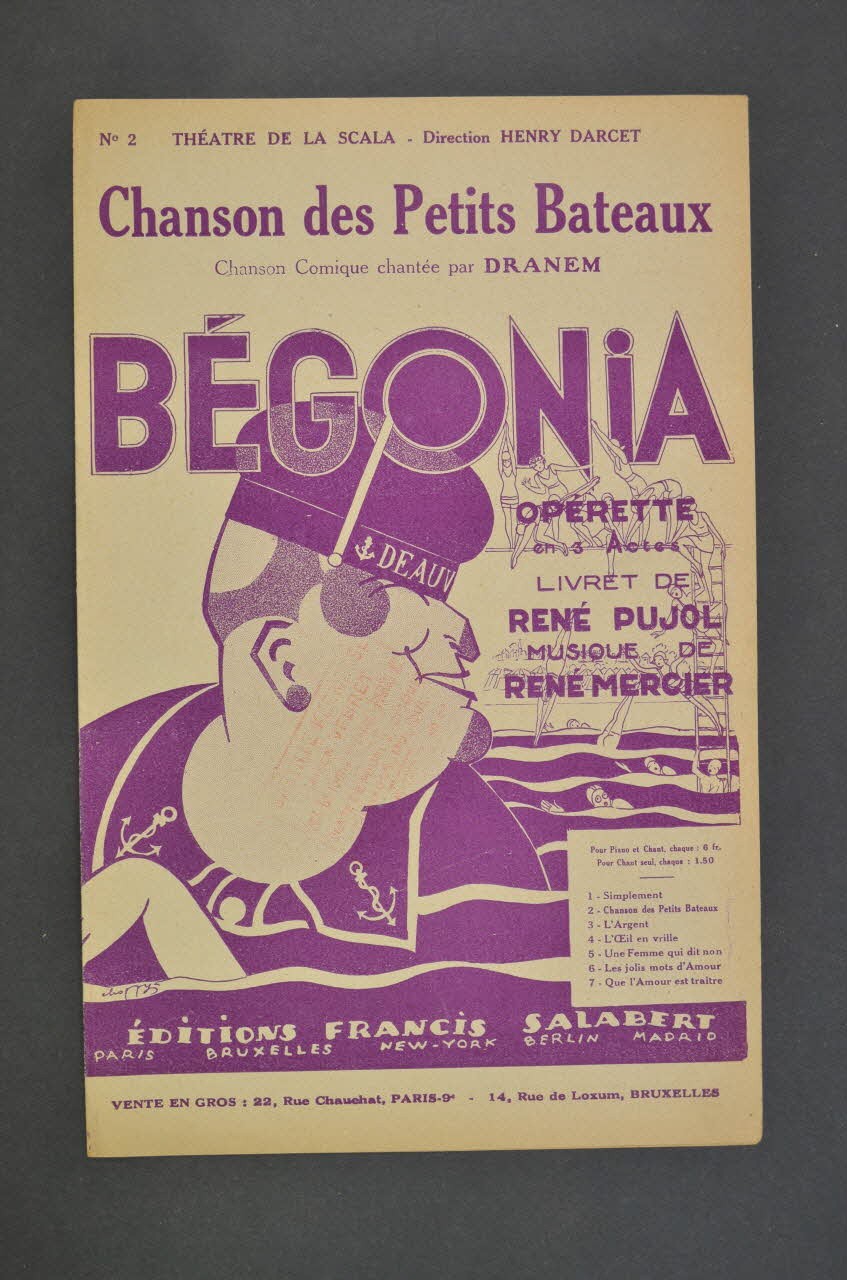 Nº 2 THÉATRE DE LA SCALA - Direction HENRY DARCET
Chanson des Petits Bateaux
Chanson Comique chantée par DRANEM
BÉGONiA
OPÉRETTE
en 3 Actes
LIVRET DE
RENÉ PUJOL
MUSIQUE DE
RENÉ MERCIER
DEAUV
Pour Piano et Chant, chaque : 6 fr.
Pour Chant seul, chaque : 1.50
1 - Simplement
2 - Chanson des Petits Bateaux
3 - L'Argent
4 - L'Œil en vrille
5 - Une Femme qui dit non
6 - Les jolis mots d'Amour
7 - Que l'Amour est traître
ÉDiTiONS FRANCiS SALABERT
PARIS BRUXELLES NEW-YORK BERLIN MADRID
VENTE EN GROS : 22, Rue Chauchat, PARIS-9e - 14, Rue de Loxum, BRUXELLES